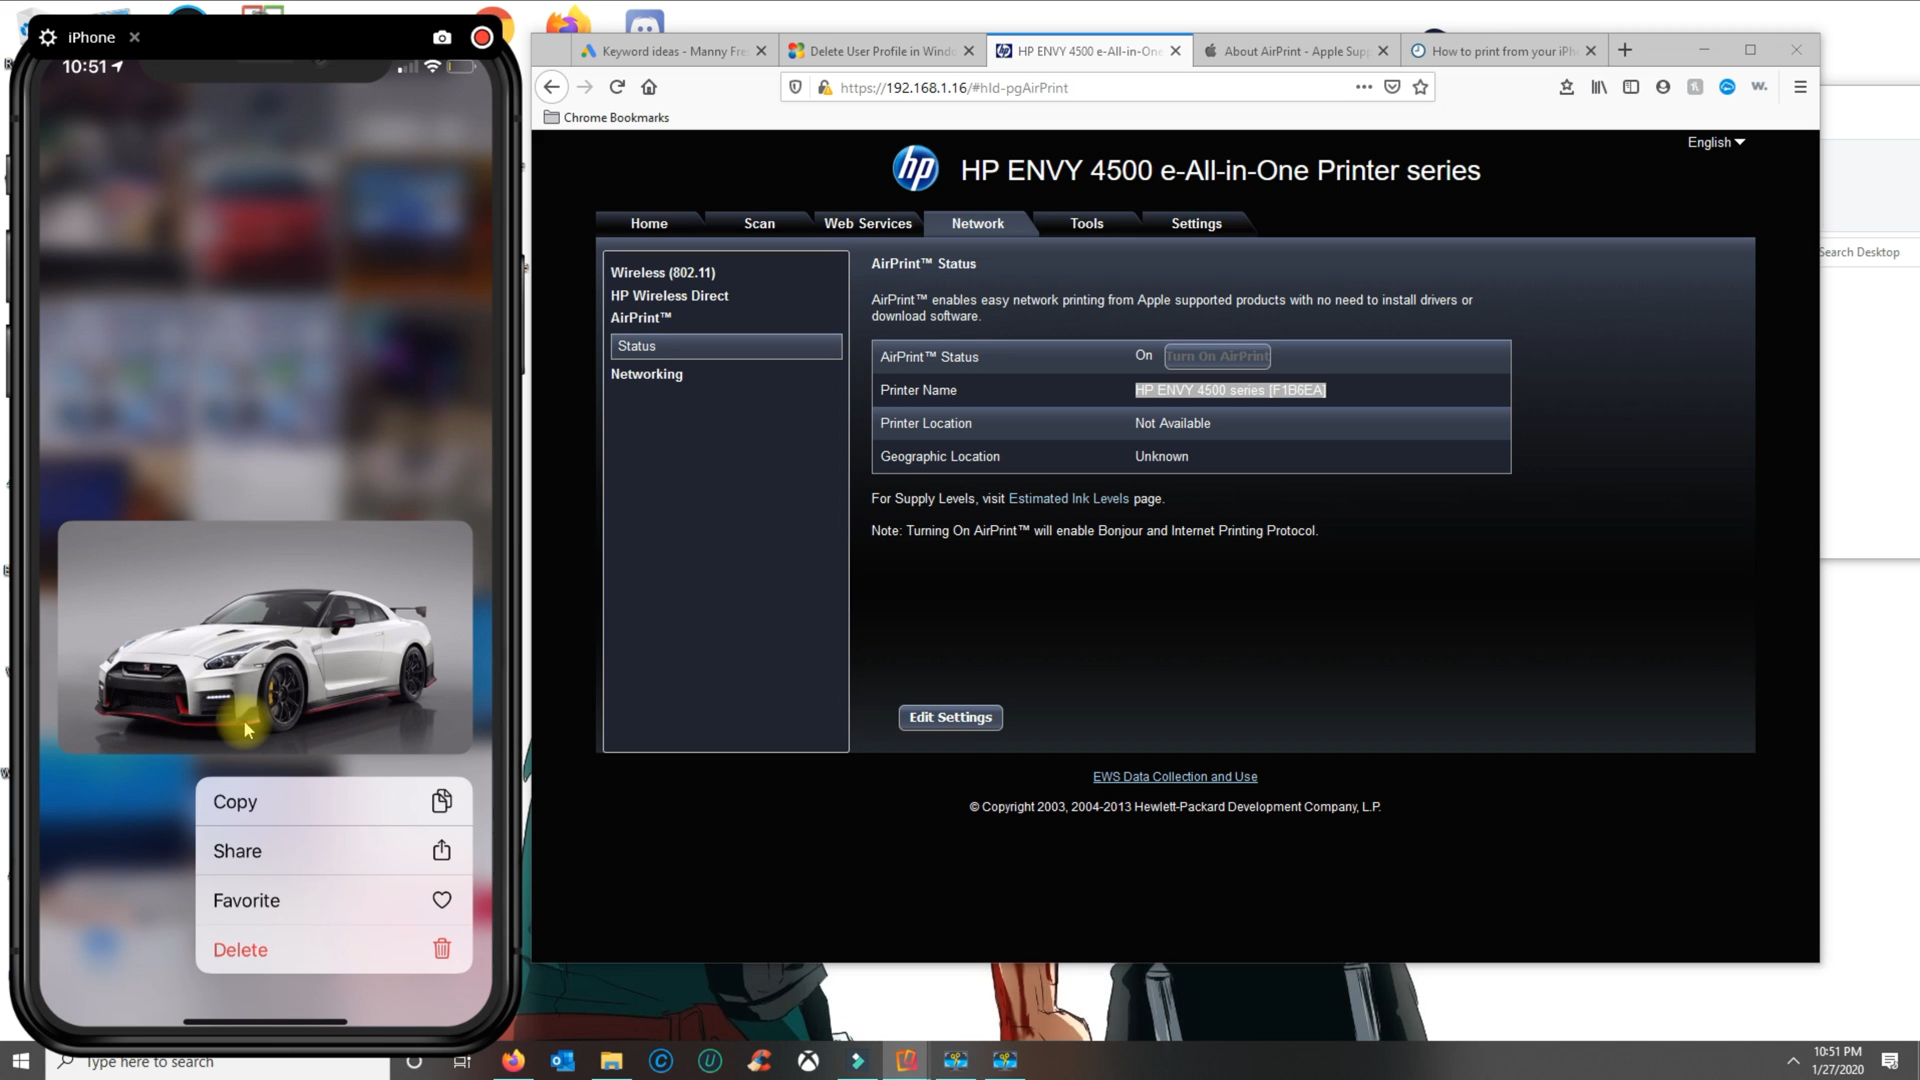 iPhone
10:51
Copy
Share
Favorite
Delete
Keyword ideas - Manny Fre
Delete User Profile in Windo
HP ENVY 4500 e-All-in-One
About AirPrint - Apple Supp
How to print from your iPh
https://192.168.1.16/#hId-pgAirPrint
Chrome Bookmarks
English
hp
HP ENVY 4500 e-All-in-One Printer series
Home
Scan
Web Services
Network
Tools
Settings
Wireless (802.11)
HP Wireless Direct
AirPrint™
Status
Networking
AirPrint™ Status
AirPrint™ enables easy network printing from Apple supported products with no need to install drivers or
download software.
AirPrint™ Status On Turn On AirPrint
Printer Name HP ENVY 4500 series [F1B6EA]
Printer Location Not Available
Geographic Location Unknown
For Supply Levels, visit Estimated Ink Levels page.
Note: Turning On AirPrint™ will enable Bonjour and Internet Printing Protocol.
Edit Settings
EWS Data Collection and Use
© Copyright 2003, 2004-2013 Hewlett-Packard Development Company, L.P.
Search Desktop
Type here to search
10:51 PM
1/27/2020